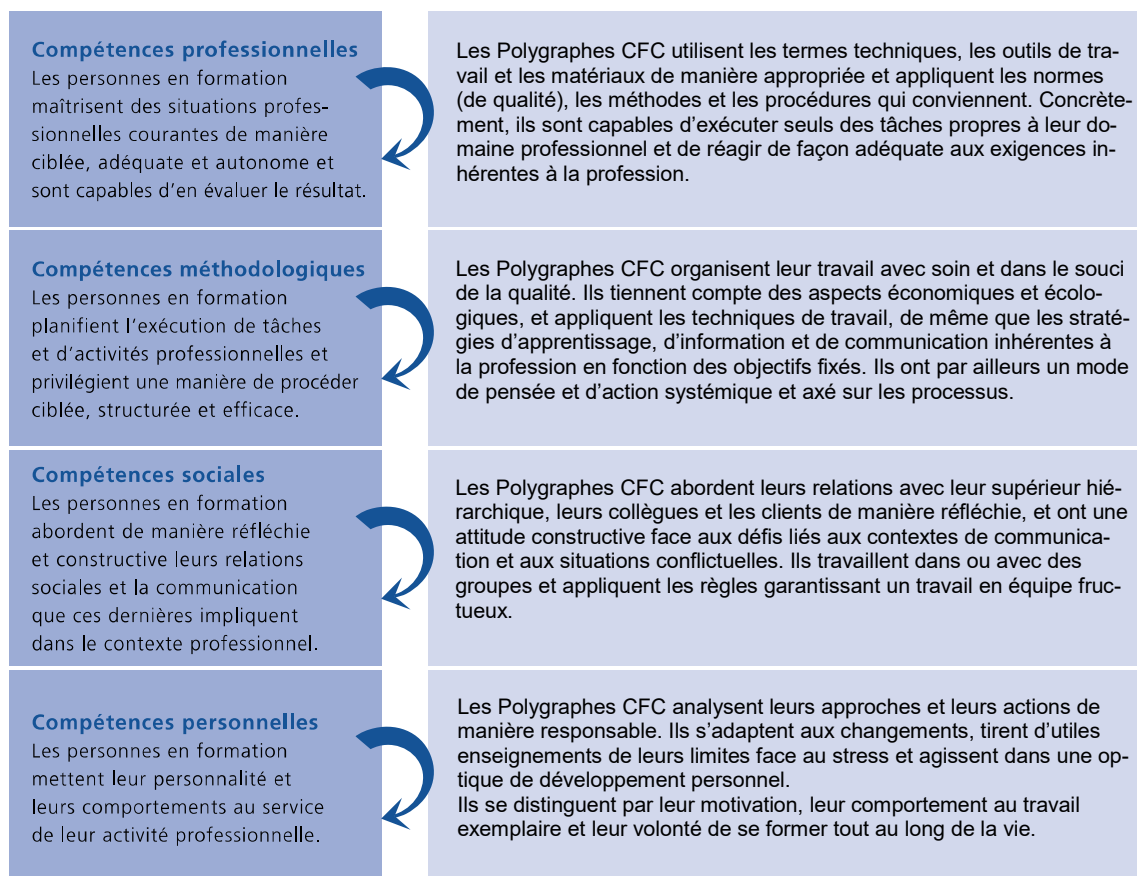 Compétences professionnelles
Les personnes en formation
maîtrisent des situations profes-
sionnelles courantes de manière
ciblée, adéquate et autonome et
sont capables d'en évaluer le résultat.
Les Polygraphes CFC utilisent les termes techniques, les outils de tra-
vail et les matériaux de manière appropriée et appliquent les normes
(de qualité), les méthodes et les procédures qui conviennent. Concrète-
ment, ils sont capables d'exécuter seuls des tâches propres à leur do-
maine professionnel et de réagir de façon adéquate aux exigences in-
hérentes à la profession.
Compétences méthodologiques
Les personnes en formation
planifient l'exécution de tâches
et d'activités professionnelles et
privilégient une manière de procéder
ciblée, structurée et efficace.
Les Polygraphes CFC organisent leur travail avec soin et dans le souci
de la qualité. Ils tiennent compte des aspects économiques et écolo-
giques, et appliquent les techniques de travail, de même que les straté-
gies d'apprentissage, d'information et de communication inhérentes à
la profession en fonction des objectifs fixés. Ils ont par ailleurs un mode
de pensée et d'action systémique et axé sur les processus.
Compétences sociales
Les personnes en formation
abordent de manière réfléchie
et constructive leurs relations
sociales et la communication
que ces dernières impliquent
dans le contexte professionnel.
Les Polygraphes CFC abordent leurs relations avec leur supérieur hié-
rarchique, leurs collègues et les clients de manière réfléchie, et ont une
attitude constructive face aux défis liés aux contextes de communica-
tion et aux situations conflictuelles. Ils travaillent dans ou avec des
groupes et appliquent les règles garantissant un travail en équipe fruc-
tueux.
Compétences personnelles
Les personnes en formation
mettent leur personnalité et
leurs comportements au service
de leur activité professionnelle.
Les Polygraphes CFC analysent leurs approches et leurs actions de
manière responsable. Ils s'adaptent aux changements, tirent d'utiles
enseignements de leurs limites face au stress et agissent dans une op-
tique de développement personnel.
Ils se distinguent par leur motivation, leur comportement au travail
exemplaire et leur volonté de se former tout au long de la vie.